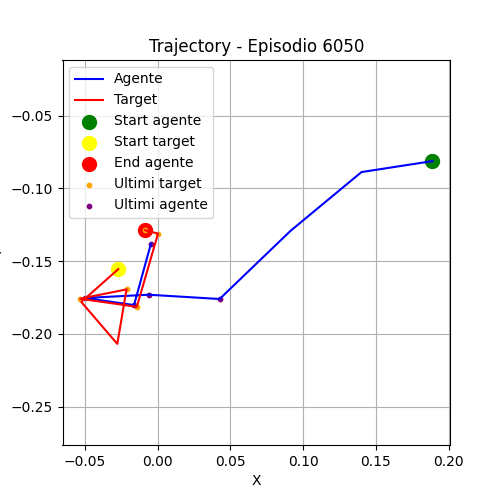 Trajectory - Episodio 6050
Agente
Target
Start agente
Start target
End agente
Ultimi target
Ultimi agente
−0.05
−0.10
−0.15
−0.20
−0.25
−0.05
0.00
0.05
0.10
0.15
0.20
X